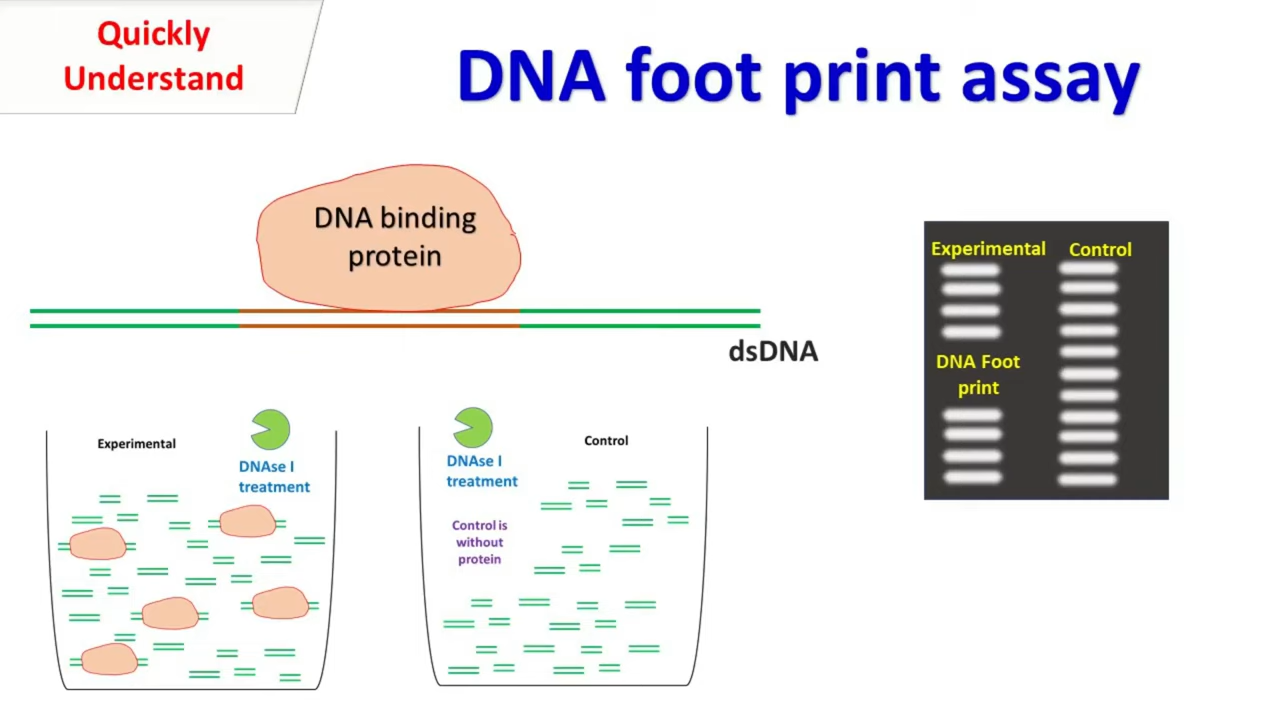 Quickly
Understand
DNA foot print assay
DNA binding
protein
dsDNA
Experimental
Control
DNA Foot
print
Experimental
DNAse I
treatment
Control
DNAse I
treatment
Control is
without
protein